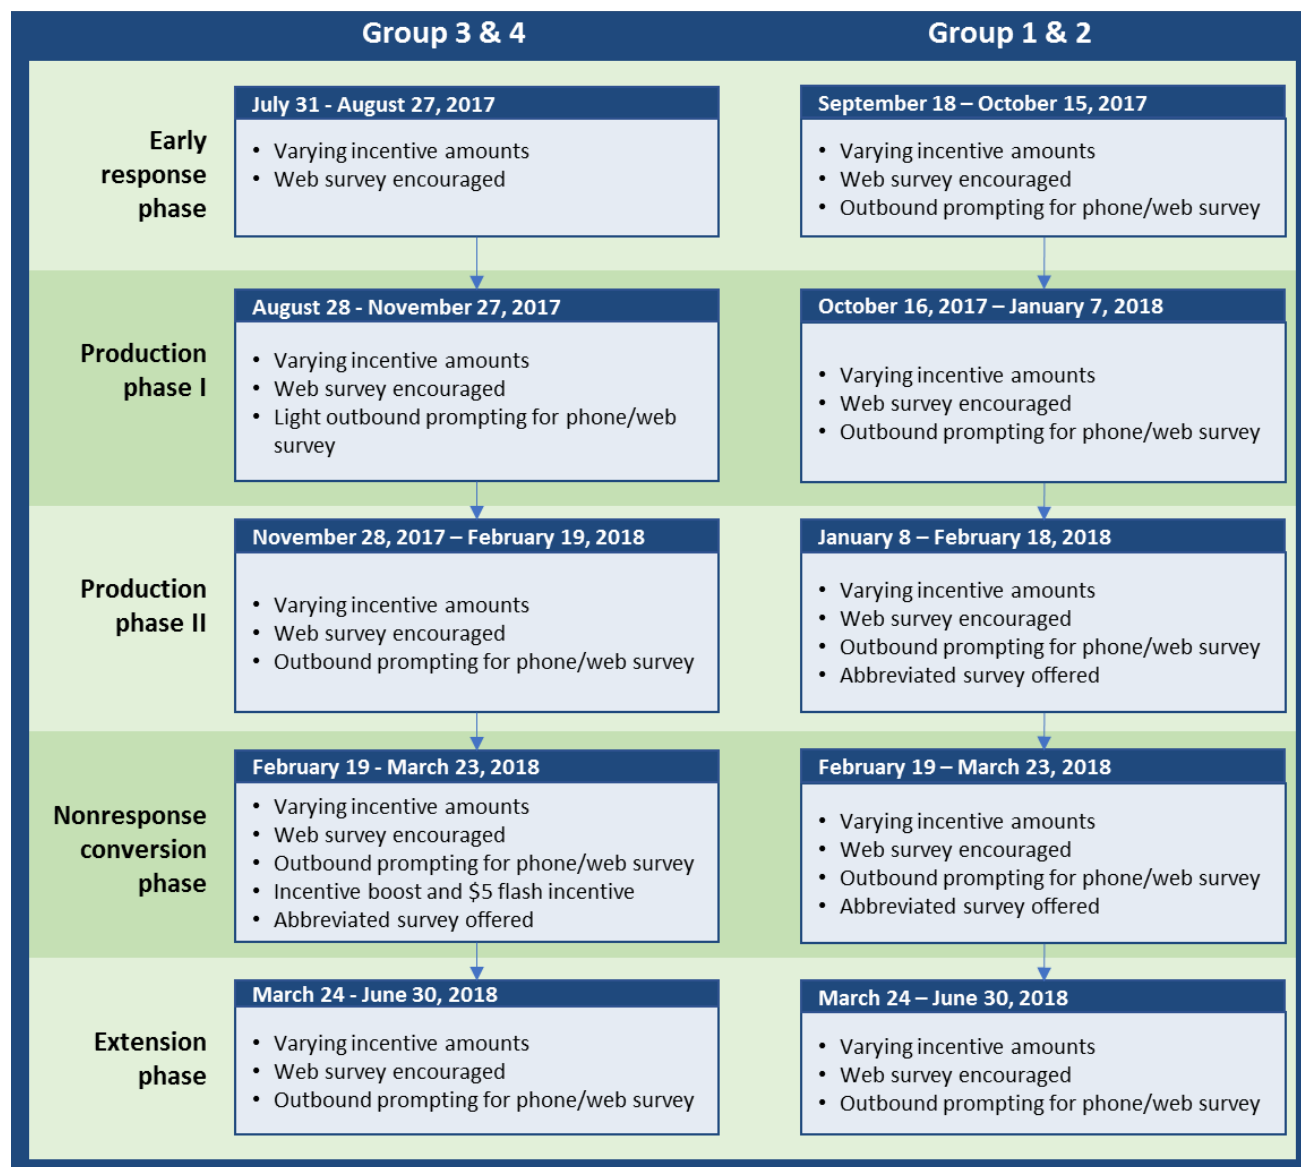 Group 3 & 4
Group 1 & 2
Early
response
phase
July 31 - August 27, 2017
• Varying incentive amounts
• Web survey encouraged
September 18 – October 15, 2017
• Varying incentive amounts
• Web survey encouraged
• Outbound prompting for phone/web survey
Production
phase I
August 28 - November 27, 2017
• Varying incentive amounts
• Web survey encouraged
• Light outbound prompting for phone/web
survey
October 16, 2017 – January 7, 2018
• Varying incentive amounts
• Web survey encouraged
• Outbound prompting for phone/web survey
Production
phase II
November 28, 2017 – February 19, 2018
• Varying incentive amounts
• Web survey encouraged
• Outbound prompting for phone/web survey
January 8 – February 18, 2018
• Varying incentive amounts
• Web survey encouraged
• Outbound prompting for phone/web survey
• Abbreviated survey offered
Nonresponse
conversion
phase
February 19 - March 23, 2018
• Varying incentive amounts
• Web survey encouraged
• Outbound prompting for phone/web survey
• Incentive boost and $5 flash incentive
• Abbreviated survey offered
February 19 – March 23, 2018
• Varying incentive amounts
• Web survey encouraged
• Outbound prompting for phone/web survey
• Abbreviated survey offered
Extension
phase
March 24 - June 30, 2018
• Varying incentive amounts
• Web survey encouraged
• Outbound prompting for phone/web survey
March 24 – June 30, 2018
• Varying incentive amounts
• Web survey encouraged
• Outbound prompting for phone/web survey